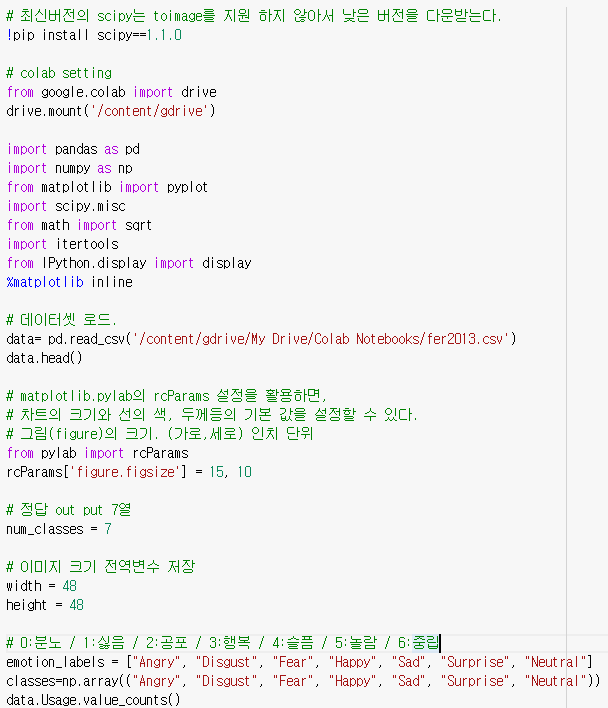 # 최신버전의 scipy는 toimage를 지원 하지 않아서 낮은 버전을 다운받는다.
!pip install scipy==1.1.0
# colab setting
from google.colab import drive
drive.mount('/content/gdrive')
import pandas as pd
import numpy as np
from matplotlib import pyplot
import scipy.misc
from math import sqrt
import itertools
from IPython.display import display
%matplotlib inline
# 데이터셋 로드.
data= pd.read_csv('/content/gdrive/My Drive/Colab Notebooks/fer2013.csv')
data.head()
# matplotlib.pylab의 rcParams 설정을 활용하면,
# 차트의 크기와 선의 색, 두께등의 기본 값을 설정할 수 있다.
# 그림(figure)의 크기. (가로,세로) 인치 단위
from pylab import rcParams
rcParams['figure.figsize'] = 15, 10
# 정답 out put 7열
num_classes = 7
# 이미지 크기 전역변수 저장
width = 48
height = 48
# 0:분노 / 1:싫음 / 2:공포 / 3:행복 / 4:슬픔 / 5:놀람 / 6:중립
emotion_labels = ["Angry", "Disgust", "Fear", "Happy", "Sad", "Surprise", "Neutral"]
classes=np.array(("Angry", "Disgust", "Fear", "Happy", "Sad", "Surprise", "Neutral"))
data.Usage.value_counts()